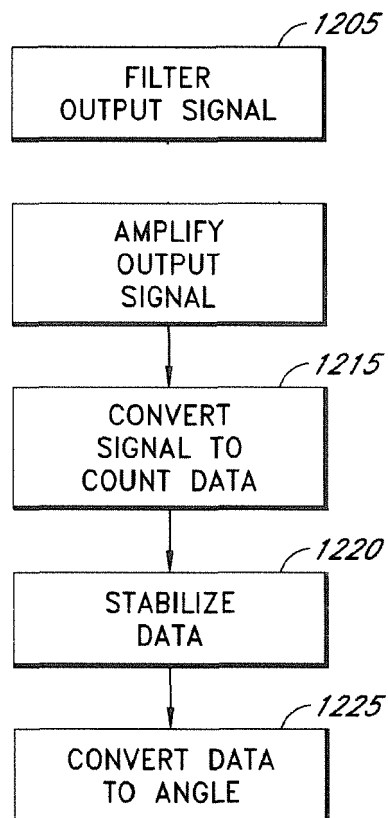 1205
FILTER
OUTPUT SIGNAL
AMPLIFY
OUTPUT
SIGNAL
1215
CONVERT
SIGNAL TO
COUNT DATA
1220
STABILIZE
DATA
1225
CONVERT DATA
TO ANGLE